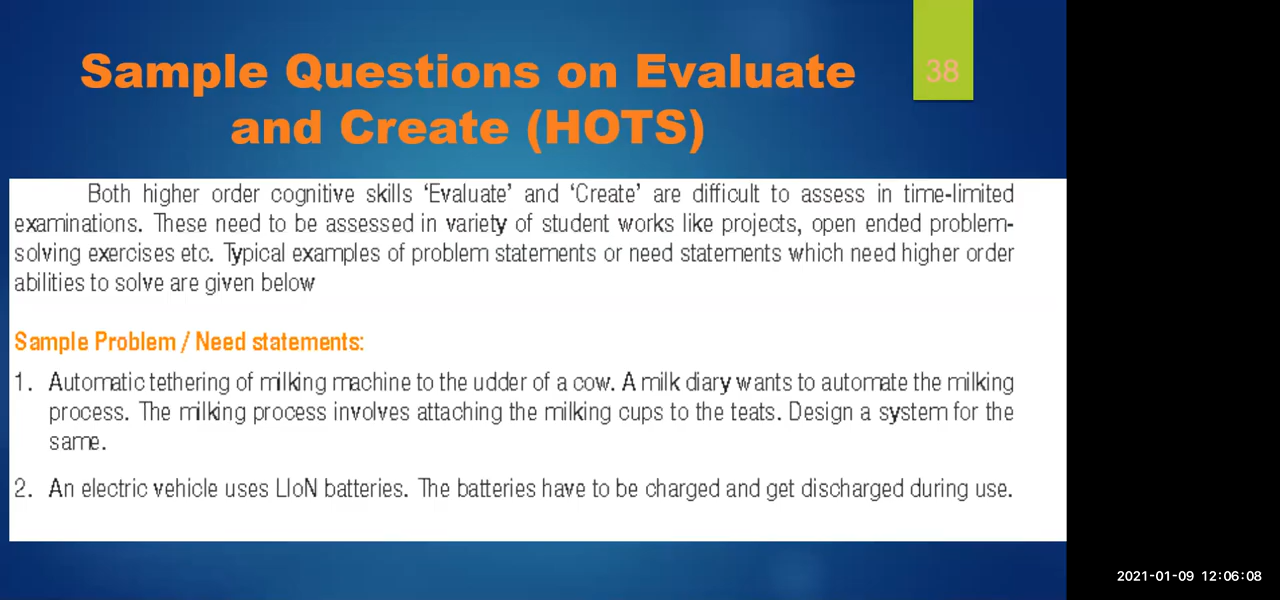 Sample Questions on Evaluate
and Create (HOTS)
38
Both higher order cognitive skills ‘Evaluate’ and ‘Create’ are difficult to assess in time-limited
examinations. These need to be assessed in variety of student works like projects, open ended problem-
solving exercises etc. Typical examples of problem statements or need statements which need higher order
abilities to solve are given below
Sample Problem / Need statements:
1. Automatic tethering of milking machine to the udder of a cow. A milk diary wants to automate the milking
process. The milking process involves attaching the milking cups to the teats. Design a system for the
same.
2. An electric vehicle uses LIoN batteries. The batteries have to be charged and get discharged during use.
2021-01-09 12:06:08